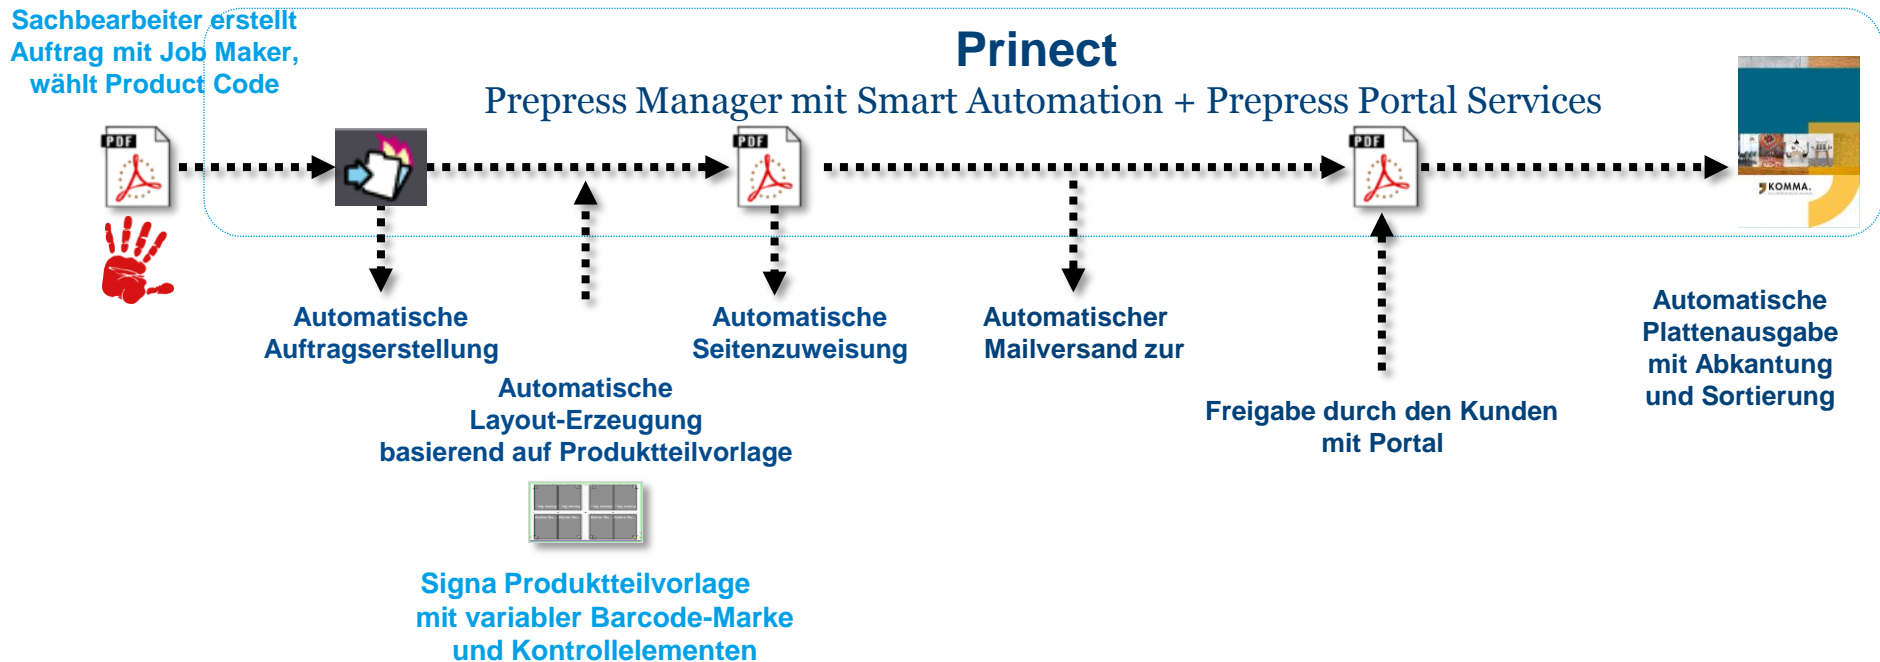 Sachbearbeiter erstellt
Auftrag mit Job Maker,
wählt Product Code
Prinect
Prepress Manager mit Smart Automation + Prepress Portal Services
PDF
PDF
PDF
KOMMA.
Automatische
Auftragserstellung
Automatische
Layout-Erzeugung
basierend auf Produktteilvorlage
Signa Produktteilvorlage
mit variabler Barcode-Marke
und Kontrollelementen
Automatische
Seitenzuweisung
Automatischer
Mailversand zur
Freigabe durch den Kunden
mit Portal
Automatische
Plattenausgabe
mit Abkantung
und Sortierung